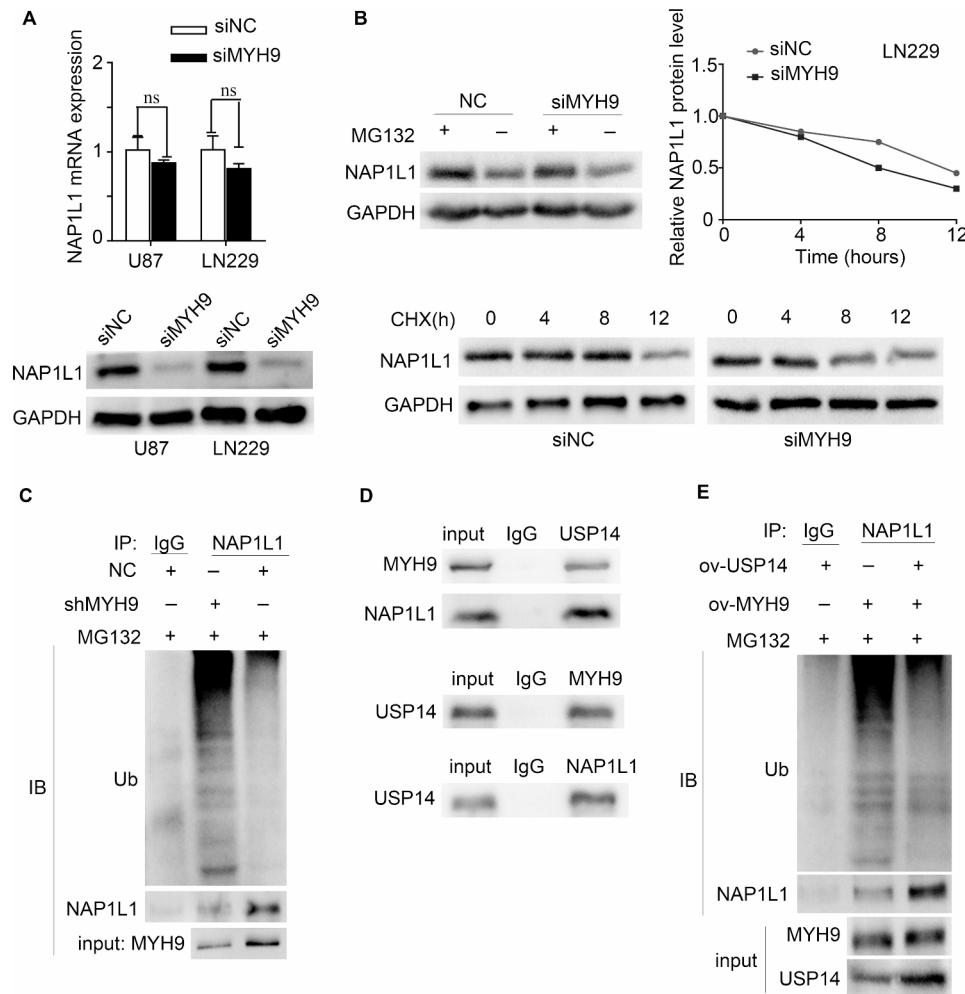 A
siNC
siMYH9
NAP1L1 mRNA expression
2
1
0
ns
ns
U87
LN229
siNC
siMYH9
siNC
siMYH9
NAP1L1
GAPDH
U87
LN229
B
NC
siMYH9
MG132
+
–
+
–
NAP1L1
GAPDH
siNC
siMYH9
LN229
Relative NAP1L1 protein level
1.5
1.0
0.5
0
0
4
8
12
Time (hours)
CHX(h)
0
4
8
12
0
4
8
12
NAP1L1
GAPDH
siNC
siMYH9
C
IP:
IgG
NAP1L1
NC
+
–
+
shMYH9
–
+
–
MG132
+
+
+
IB
Ub
NAP1L1
input: MYH9
D
input
IgG
USP14
MYH9
NAP1L1
input
IgG
MYH9
USP14
input
IgG
NAP1L1
USP14
E
IP:
IgG
NAP1L1
ov-USP14
+
–
+
ov-MYH9
–
+
+
MG132
+
+
+
IB
Ub
NAP1L1
input
MYH9
USP14